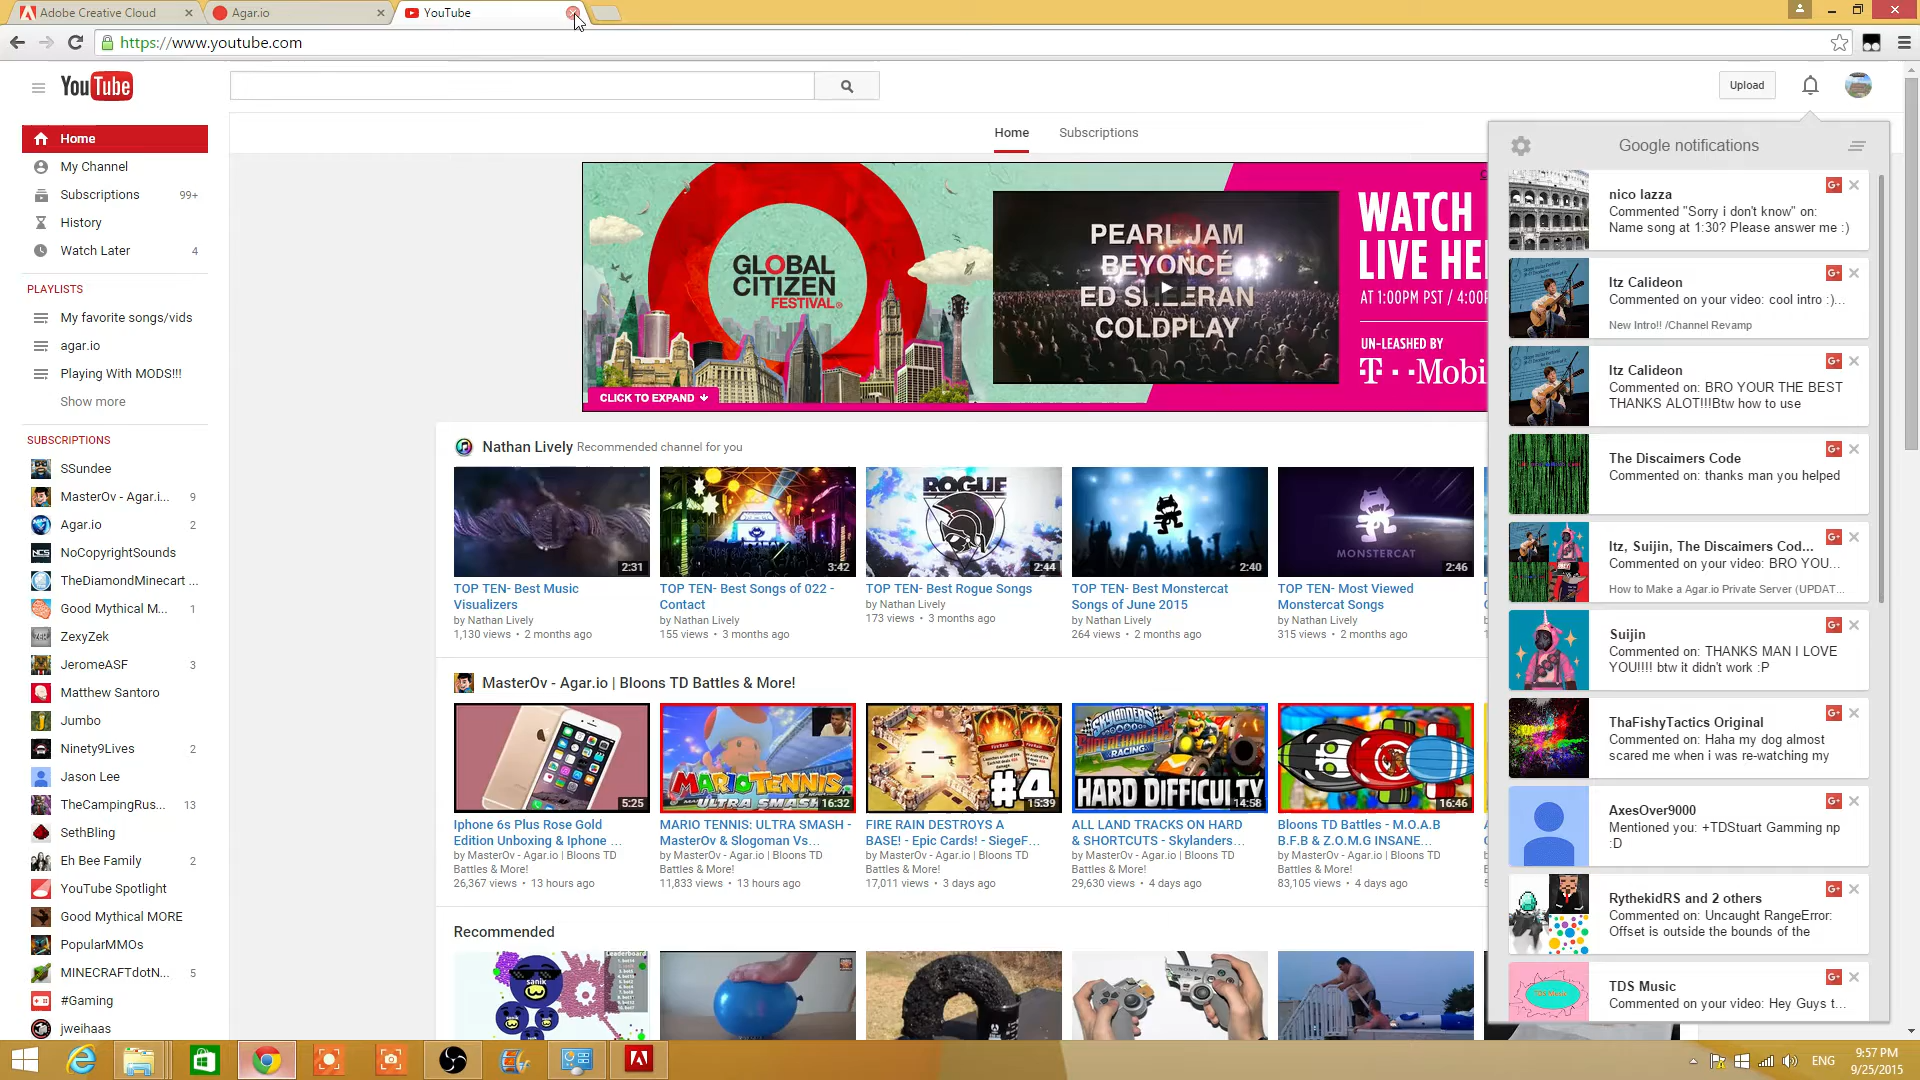 Adobe Creative Cloud
Agar.io
YouTube
https://www.youtube.com
YouTube
Upload
Home
Subscriptions
Home
My Channel
Subscriptions 99+
History
Watch Later 4
PLAYLISTS
My favorite songs/vids
agar.io
Playing With MODS!!!
Show more
SUBSCRIPTIONS
SSundee
MasterOv - Agar.i... 9
Agar.io 2
NoCopyrightSounds
TheDiamondMinecart ...
Good Mythical M... 1
ZexyZek
JeromeASF 3
Matthew Santoro
Jumbo
Ninety9Lives 2
Jason Lee
TheCampingRus... 13
SethBling
Eh Bee Family 2
YouTube Spotlight
Good Mythical MORE
PopularMMOs
MINECRAFTdotN... 5
#Gaming
jweihaas
GLOBAL
CITIZEN
FESTIVAL®
CLICK TO EXPAND
PEARL JAM
BEYONCÉ
ED SHEERAN
COLDPLAY
WATCH
LIVE HE
AT 1:00PM PST / 4:00P
UN-LEASHED BY
T Mobi
Nathan Lively Recommended channel for you
2:31
3:42
ROGUE
2:44
2:40
MONSTERCAT
2:46
TOP TEN- Best Music
Visualizers
by Nathan Lively
1,130 views • 2 months ago
TOP TEN- Best Songs of 022 -
Contact
by Nathan Lively
155 views • 3 months ago
TOP TEN- Best Rogue Songs
by Nathan Lively
173 views • 3 months ago
TOP TEN- Best Monstercat
Songs of June 2015
by Nathan Lively
264 views • 2 months ago
TOP TEN- Most Viewed
Monstercat Songs
by Nathan Lively
315 views • 2 months ago
MasterOv - Agar.io | Bloons TD Battles & More!
5:25
MARIO TENNIS
ULTRA SMASH
16:32
#4
15:39
SKYLANDERS
SUPERCHARGERS
RACING
HARD DIFFICULTY
14:58
16:46
Iphone 6s Plus Rose Gold
Edition Unboxing & Iphone ...
by MasterOv - Agar.io | Bloons TD
Battles & More!
26,367 views • 13 hours ago
MARIO TENNIS: ULTRA SMASH -
MasterOv & Slogoman Vs...
by MasterOv - Agar.io | Bloons TD
Battles & More!
11,833 views • 13 hours ago
FIRE RAIN DESTROYS A
BASE! - Epic Cards! - SiegeF...
by MasterOv - Agar.io | Bloons TD
Battles & More!
17,011 views • 3 days ago
ALL LAND TRACKS ON HARD
& SHORTCUTS - Skylanders...
by MasterOv - Agar.io | Bloons TD
Battles & More!
29,630 views • 4 days ago
Bloons TD Battles - M.O.A.B
B.F.B & Z.O.M.G INSANE...
by MasterOv - Agar.io | Bloons TD
Battles & More!
83,105 views • 4 days ago
Recommended
Leaderboard
sanik
Google notifications
nico lazza
Commented "Sorry i don't know" on:
Name song at 1:30? Please answer me :)
Itz Calideon
Commented on your video: cool intro :)...
New Intro!! /Channel Revamp
Itz Calideon
Commented on: BRO YOUR THE BEST
THANKS ALOT!!!Btw how to use
The Discaimers Code
Commented on: thanks man you helped
Itz, Suijin, The Discaimers Cod...
Commented on your video: BRO YOU...
How to Make a Agar.io Private Server (UPDAT...
Suijin
Commented on: THANKS MAN I LOVE
YOU!!!! btw it didn't work :P
ThaFishyTactics Original
Commented on: Haha my dog almost
scared me when i was re-watching my
AxesOver9000
Mentioned you: +TDStuart Gamming np
:D
RythekidRS and 2 others
Commented on: Uncaught RangeError:
Offset is outside the bounds of the
TDS Music
Commented on your video: Hey Guys t...
ENG
9:57 PM
9/25/2015